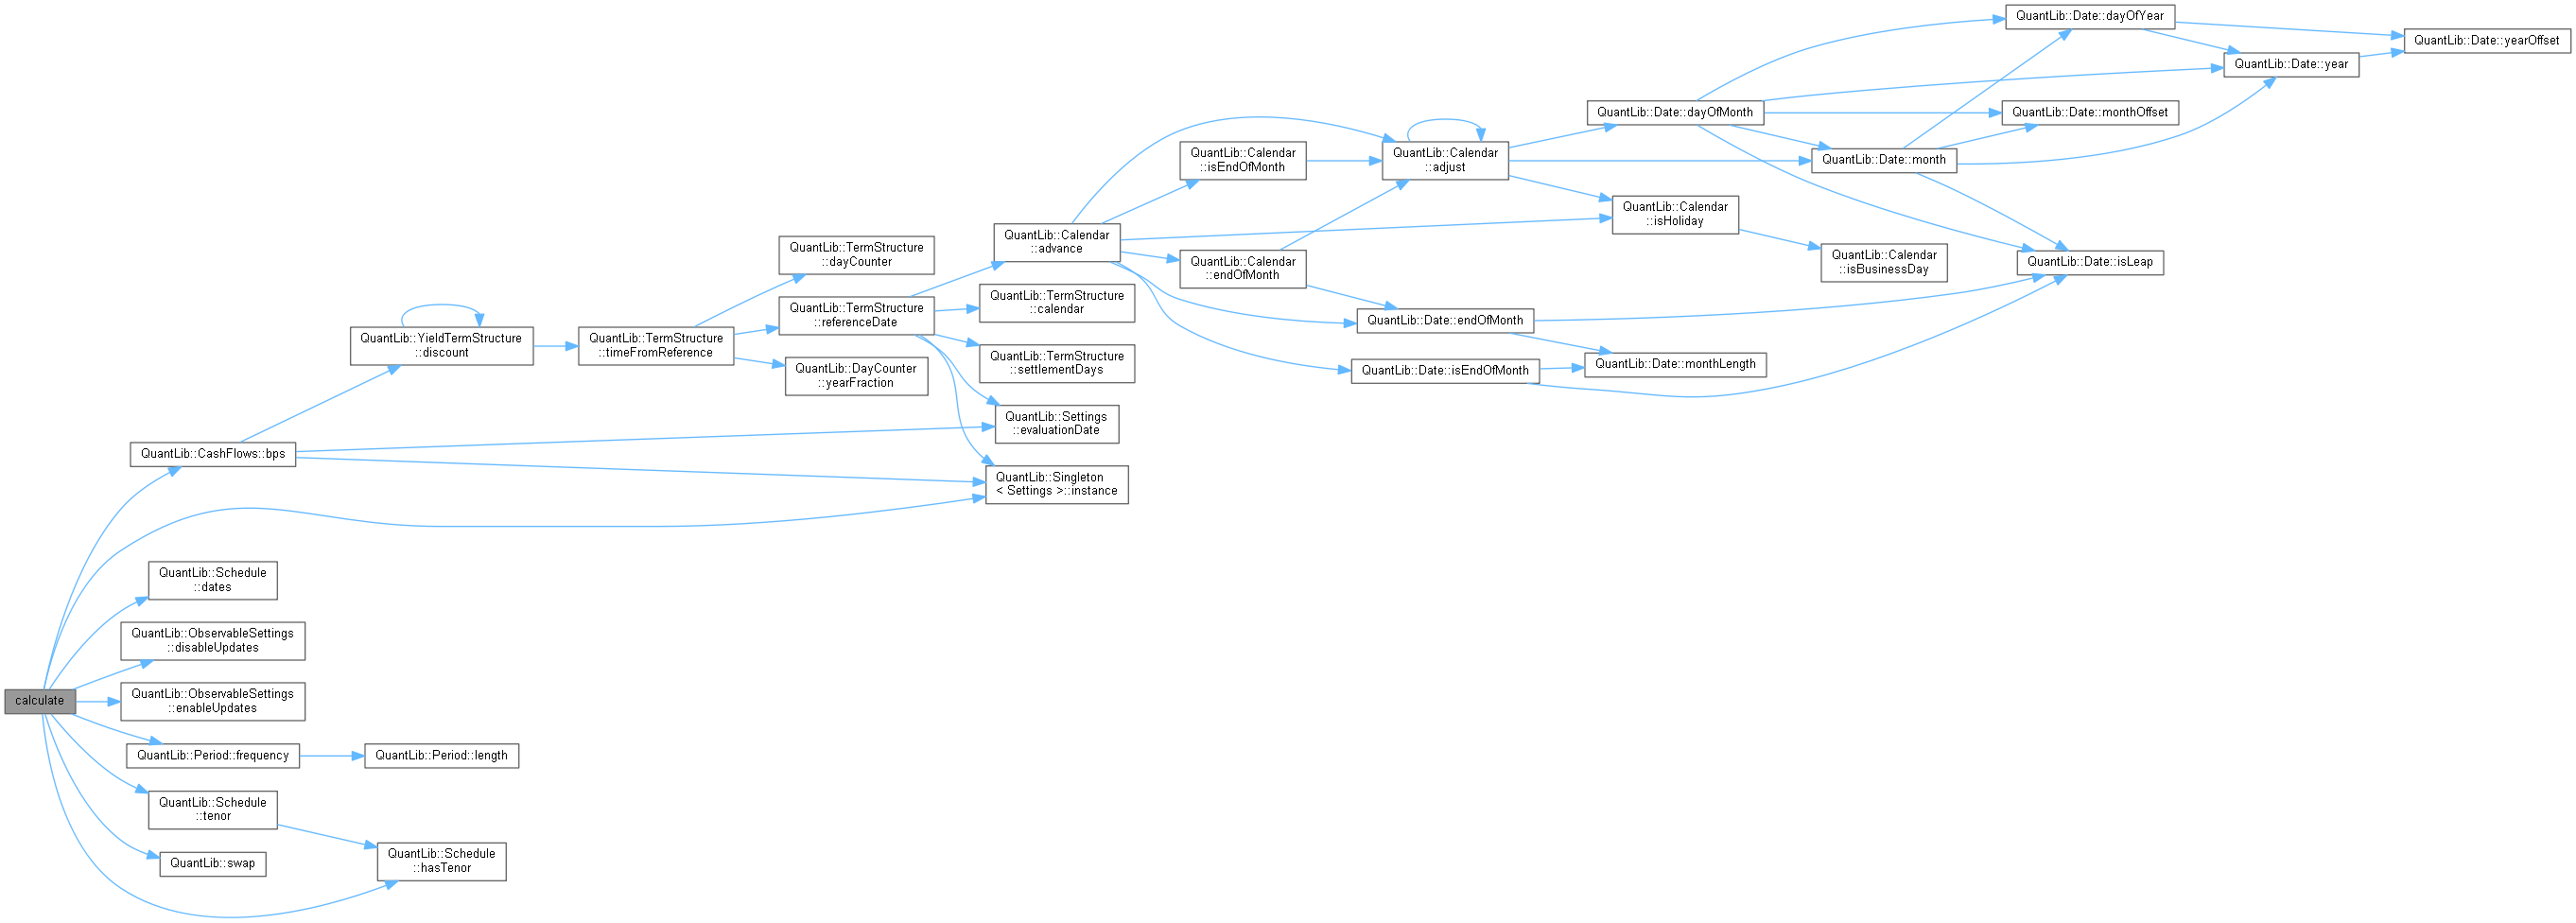 calculate
QuantLib::CashFlows::bps
QuantLib::YieldTermStructure
::discount
QuantLib::TermStructure
::timeFromReference
QuantLib::TermStructure
::dayCounter
QuantLib::TermStructure
::referenceDate
QuantLib::DayCounter
::yearFraction
QuantLib::Calendar
::advance
QuantLib::TermStructure
::calendar
QuantLib::TermStructure
::settlementDays
QuantLib::Settings
::evaluationDate
QuantLib::Singleton
< Settings >::instance
QuantLib::Calendar
::isEndOfMonth
QuantLib::Calendar
::endOfMonth
QuantLib::Calendar
::adjust
QuantLib::Date::endOfMonth
QuantLib::Date::isEndOfMonth
QuantLib::Date::dayOfMonth
QuantLib::Calendar
::isHoliday
QuantLib::Date::monthLength
QuantLib::Date::month
QuantLib::Calendar
::isBusinessDay
QuantLib::Date::dayOfYear
QuantLib::Date::monthOffset
QuantLib::Date::isLeap
QuantLib::Date::year
QuantLib::Date::yearOffset
QuantLib::Schedule
::dates
QuantLib::ObservableSettings
::disableUpdates
QuantLib::ObservableSettings
::enableUpdates
QuantLib::Period::frequency
QuantLib::Period::length
QuantLib::Schedule
::tenor
QuantLib::swap
QuantLib::Schedule
::hasTenor